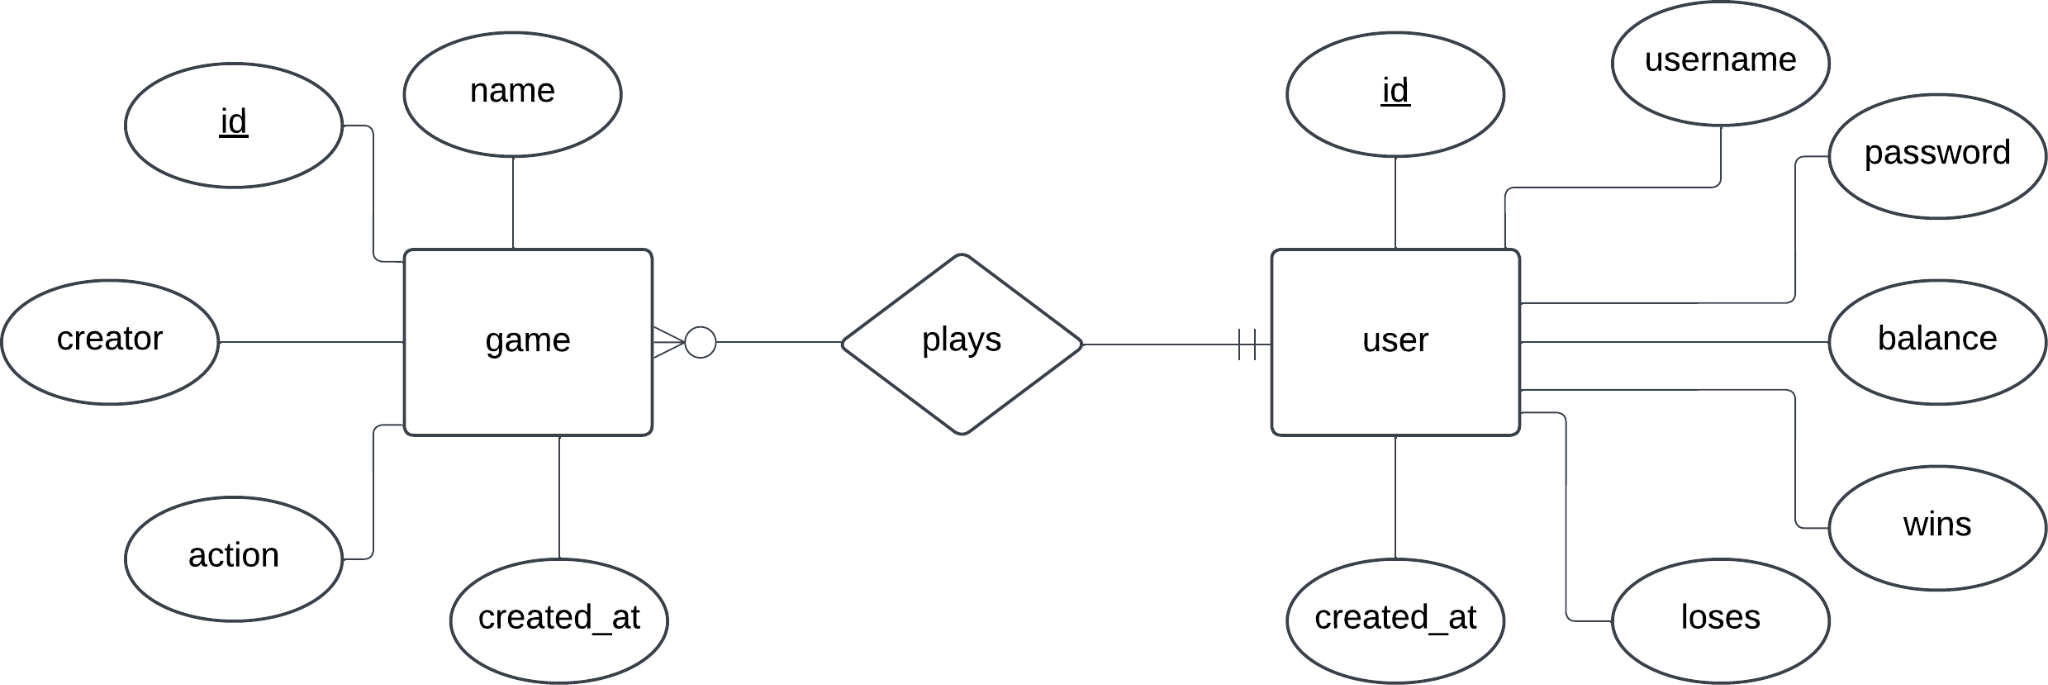 username
name
id
id
password
creator
game
plays
user
balance
action
wins
created_at
created_at
loses